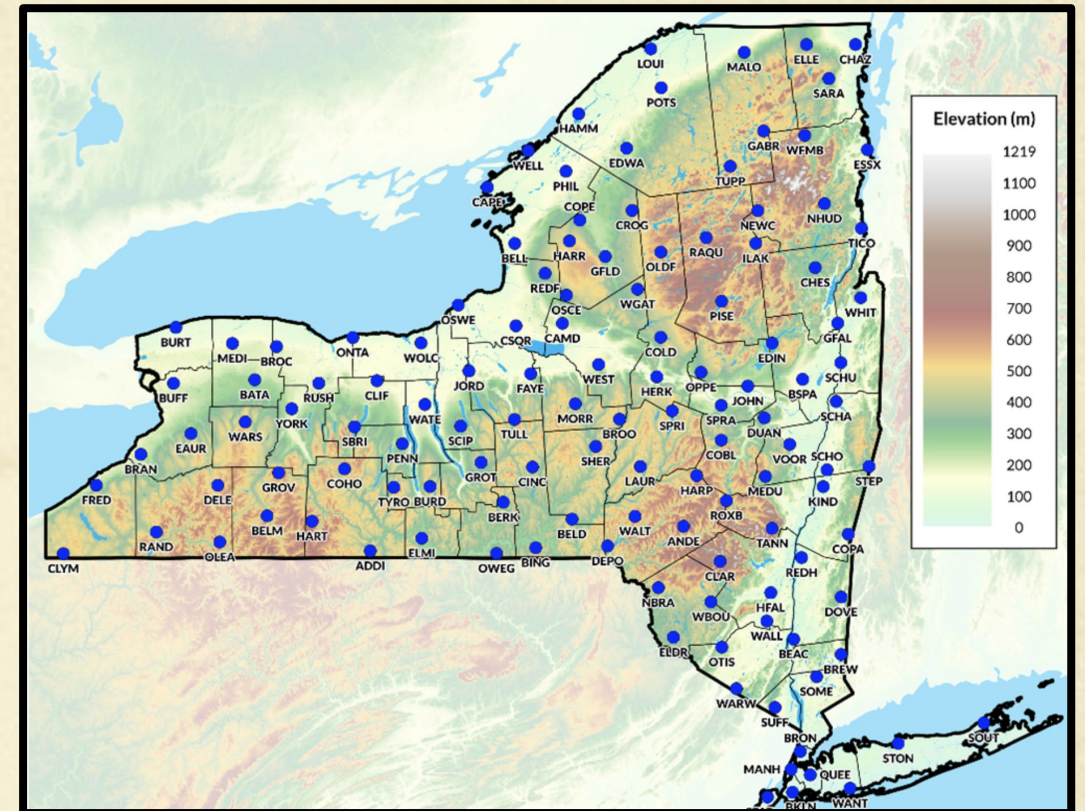 LOUI
MALO
ELLE
CHAZ
SARA
POTS
HAMM
Elevation (m)
1219
1100
1000
900
800
700
600
500
400
300
200
100
0
GABR
WFMB
EDWA
ESSX
WELL
TUPP
PHIL
CAPE
COPE
CROG
NEWC
NHUD
TICO
BELL
HARR
RAQU
ILAK
GFLD
OLDF
CHES
REDF
WGAT
OSCE
PISE
WHIT
OSWE
CSQR
CAMD
GFAL
BURT
MEDI
BROC
ONTA
WOLC
COLD
EDIN
JORD
FAYE
WEST
HERK
OPPE
JOHN
BSPA
SCHU
BUFF
BATA
RUSH
CLIF
YORK
WATE
MORR
SPRI
SPRA
SCHA
WARS
SBRI
SCIP
TULL
BROO
DUAN
EAUR
PENN
SHER
COBL
VOOR
SCHO
BRAN
GROT
CINC
LAUR
HARP
MEDU
STEP
FRED
DELE
GROV
COHO
TYRO
BURD
KIND
BERK
ROXB
BELM
HART
BELD
WALT
ANDE
TANN
COPA
RAND
OLEA
ELMI
CLYM
ADDI
OWEG
BING
DEPO
REDH
CLAR
NBRA
WBOU
HFAL
DOVE
WALL
ELDR
OTIS
BEAC
BREW
WARW
SOME
SUFF
BRON
SOUT
STON
MANH
QUEE
BKLN
WANT